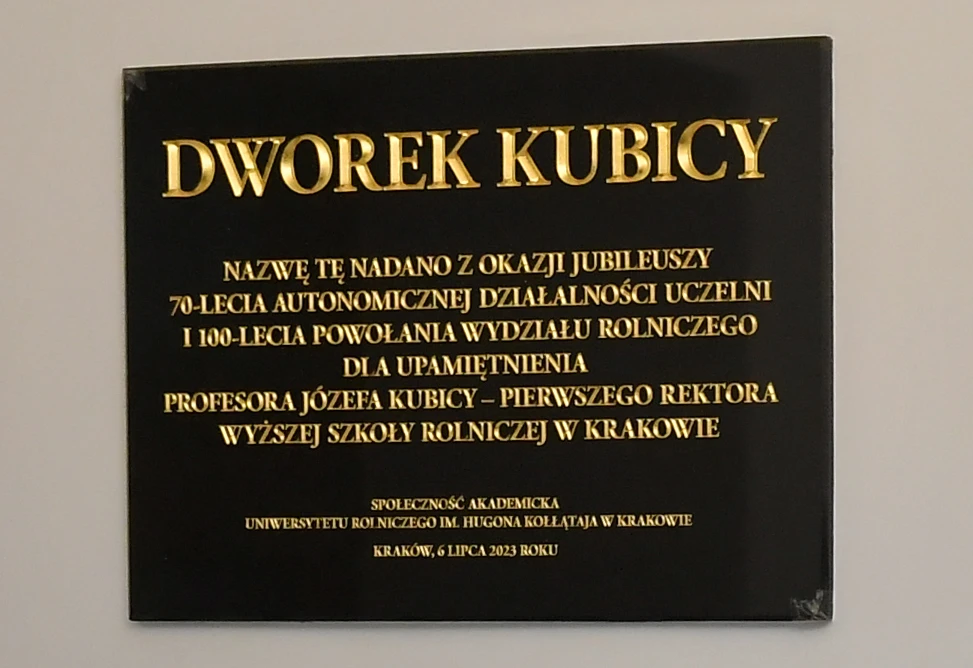 DWOREK KUBICY
NAZWĘ TĘ NADANO Z OKAZJI JUBILEUSZY
70-LECIA AUTONOMICZNEJ DZIAŁALNOŚCI UCZELNI
I 100-LECIA POWOŁANIA WYDZIAŁU ROLNICZEGO
DLA UPAMIĘTNIENIA
PROFESORA JÓZEFA KUBICY – PIERWSZEGO REKTORA
WYŻSZEJ SZKOŁY ROLNICZEJ W KRAKOWIE
SPOŁECZNOŚĆ AKADEMICKA
UNIWERSYTETU ROLNICZEGO IM. HUGONA KOŁŁĄTAJA W KRAKOWIE
KRAKÓW, 6 LIPCA 2023 ROKU